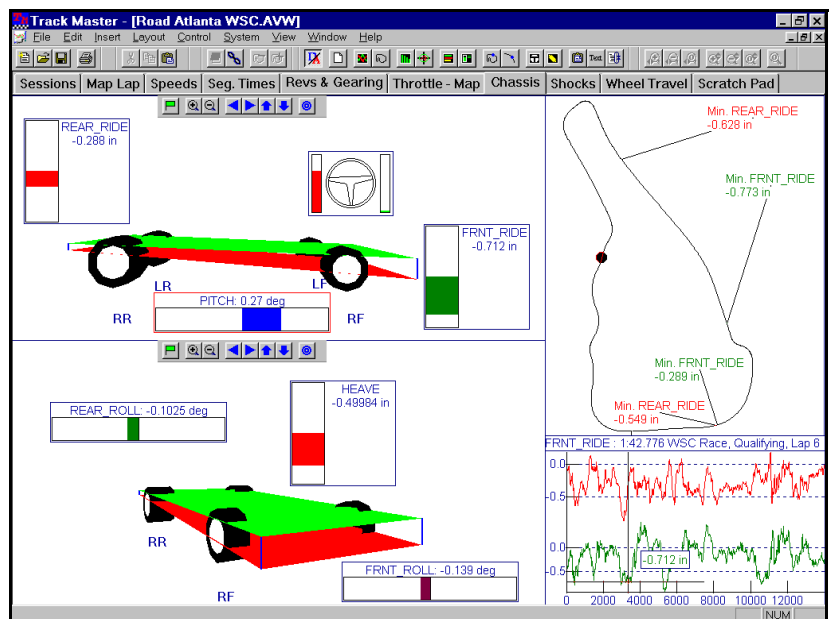 Track Master - [Road Atlanta WSC.AVW]
File Edit Insert Layout Control System View Window Help
Text
Sessions Map Lap Speeds Seg. Times Revs & Gearing Throttle - Map Chassis Shocks Wheel Travel Scratch Pad
REAR_RIDE
-0.288 in
FRNT_RIDE
-0.712 in
LR
LF
PITCH: 0.27 deg
RR
RF
HEAVE
-0.49984 in
REAR_ROLL: -0.1025 deg
RR
FRNT_ROLL: -0.139 deg
RF
Min. REAR_RIDE
-0.628 in
Min. FRNT_RIDE
-0.773 in
Min. FRNT_RIDE
-0.289 in
Min. REAR_RIDE
-0.549 in
FRNT_RIDE : 1:42.776 WSC Race, Qualifying, Lap 6
0.0
-0.5
0.0
-0.712 in
-0.5
0 2000 4000 6000 8000 10000 12000
NUM